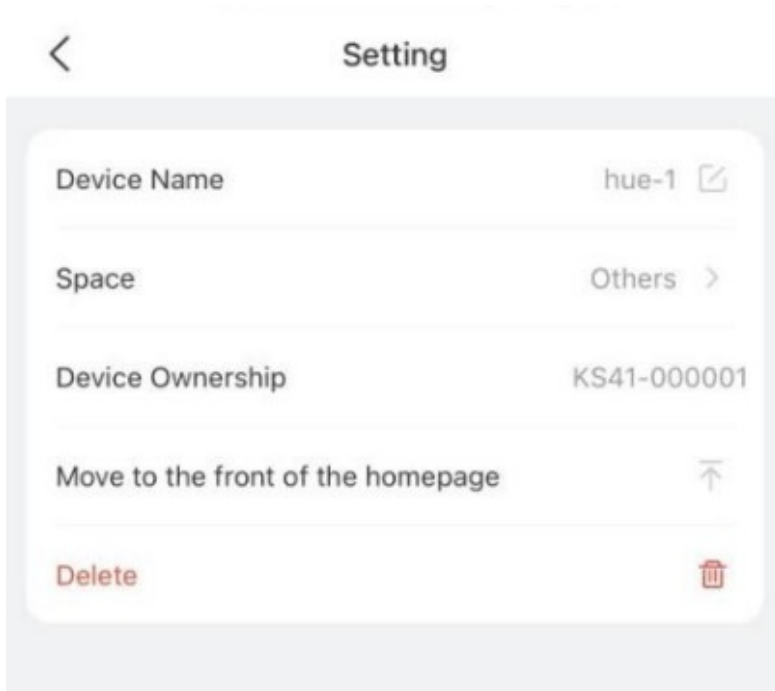 Setting
Device Name hue-1
Space Others
Device Ownership KS41-000001
Move to the front of the homepage
Delete